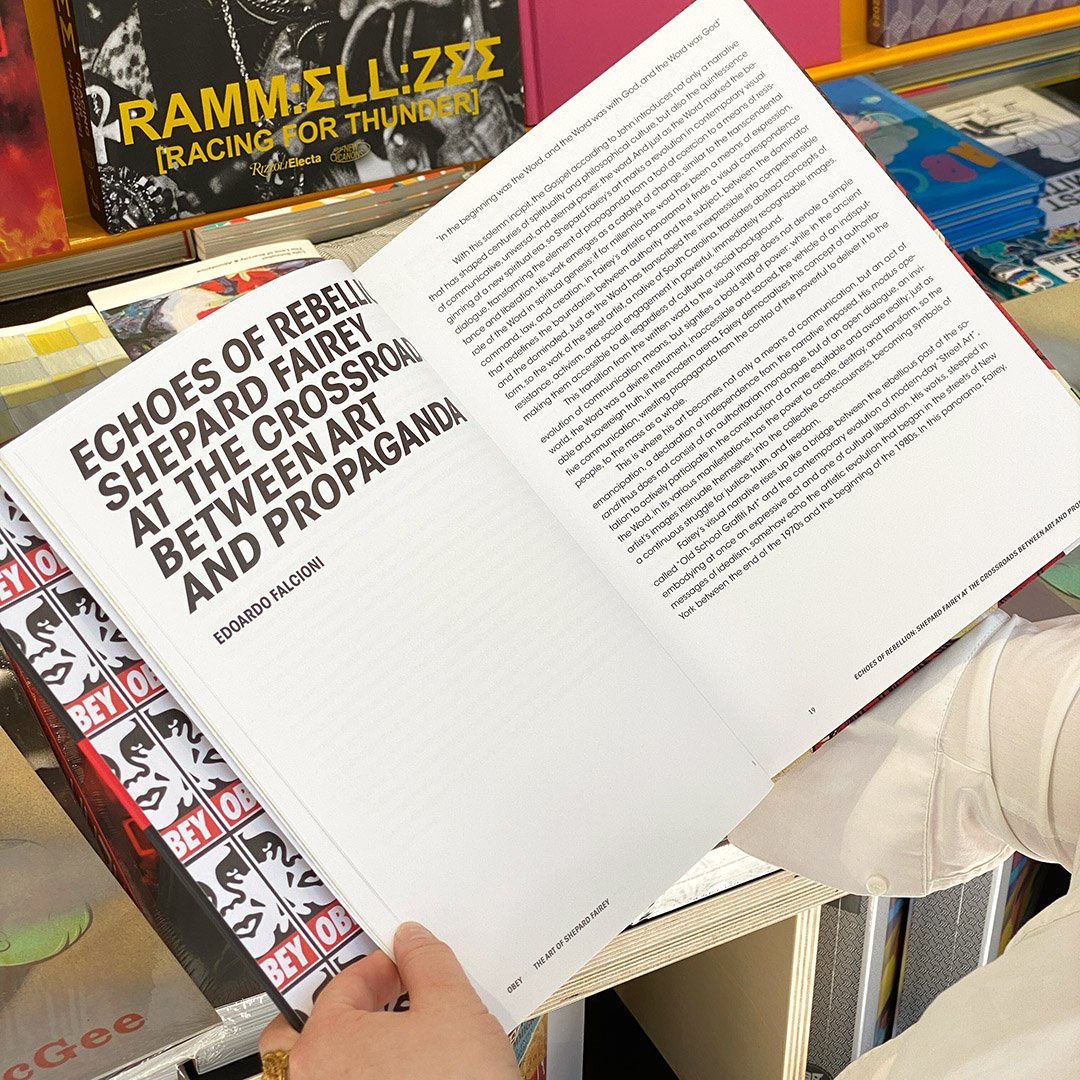 RAMM:ΣLL:ZΣΣ
[RACING FOR THUNDER]
Rizzoli Electa
NEW CANONS
ECHOES OF REBELLI
SHEPARD FAIREY
AT THE CROSSROAD
BETWEEN ART
AND PROPAGANDA
EDOARDO FALCIONI
OBEY THE ART OF SHEPARD FAIREY
"In the beginning was the Word, and the Word was with God, and the Word was God"
With this solemn incipit, the Gospel according to John introduces not only a narrative
that has shaped centuries of spirituality and philosophical culture, but also the quintessence
of communicative, universal, and eternal power: the word. And just as the Word marked the be-
ginning of a new spiritual era, so Shepard Fairey's art marks a revolution in contemporary visual
dialogue, transforming the element of propaganda from a tool of coercion to a means of resis-
tance and liberation. His work emerges as a catalyst of change, similar to the transcendental
role of the Word in spiritual genesis; if for millennia the word has been a means of expression,
command, law, and creation, in Fairey's artistic panorama it finds a visual correspondence
that redefines the boundaries between authority and the subject, between the dominator
and the dominated. Just as the Word has transcribed the inexpressible into comprehensible
form, so the work of the street artist, a native of South Carolina, translates abstract concepts of
resistance, activism, and social engagement in powerful, immediately recognizable images,
making them accessible to all, regardless of cultural or social background.
This transition from the written word to the visual image does not denote a simple
evolution of communication means, but signifies a bold shift of power: while in the ancient
world, the Word was a divine instrument, inaccessible and sacred, the vehicle of an indisput-
able and sovereign truth, in the modern arena, Fairey democratizes this concept of authorita-
tive communication, wresting propaganda from the control of the powerful to deliver it to the
people, to the mass as a whole.
This is where his art becomes not only a means of communication, but an act of
emancipation, a declaration of independence from the narrative imposed. His modus ope-
randi thus does not consist of an authoritarian monologue, but of an open dialogue, an invi-
tation to actively participate in the construction of a more equitable and aware reality; just as
the Word, in its various manifestations, has the power to create, destroy, and transform, so the
artist's images insinuate themselves into the collective consciousness, becoming symbols of
a continuous struggle for justice, truth, and freedom.
Fairey's visual narrative rises up like a bridge between the rebellious past of the so-
called "Old School Graffiti Art" and the contemporary evolution of modern-day "Street Art",
embodying at once an expressive act and one of cultural liberation. His works, steeped in
messages of idealism, somehow echo the artistic revolution that began in the streets of New
York between the end of the 1970s and the beginning of the 1980s. In this panorama, Fairey,
ECHOES OF REBELLION: SHEPARD FAIREY AT THE CROSSROADS BETWEEN ART AND PRO
19
BEY
OB
BEY
OBE
BEY
OB
BEY
OBEY
cGee